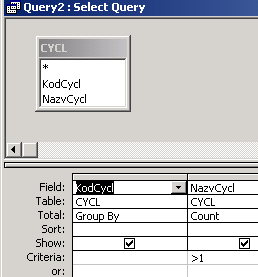 Query2 : Select Query
CYCL
*
KodCycl
NazvCycl
Field: KodCycl NazvCycl
Table: CYCL CYCL
Total: Group By Count
Sort:
Show:
Criteria: >1
or: